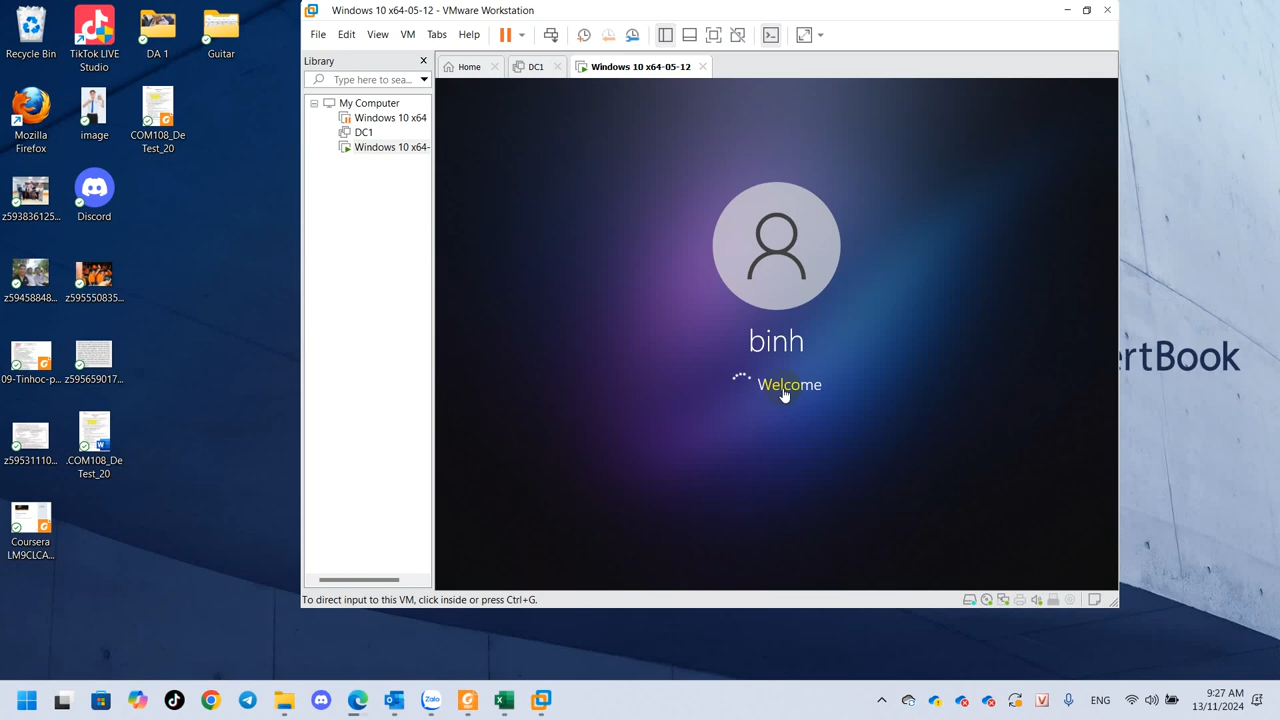 Recycle Bin
TikTok LIVE
Studio
DA 1
Guitar
Mozilla
Firefox
image
COM108_De
Test_20
z593836125...
Discord
z59458848...
z595550835...
09-Tinhoc-p...
z595659017...
z59531110...
.COM108_De
Test_20
Coursera
LM9CLCA...
Windows 10 x64-05-12 - VMware Workstation
File Edit View VM Tabs Help
Library
Type here to sea...
My Computer
Windows 10 x64
DC1
Windows 10 x64-
Home
DC1
Windows 10 x64-05-12
binh
Welcome
To direct input to this VM, click inside or press Ctrl+G.
ertBook
Zalo
ENG
9:27 AM
13/11/2024